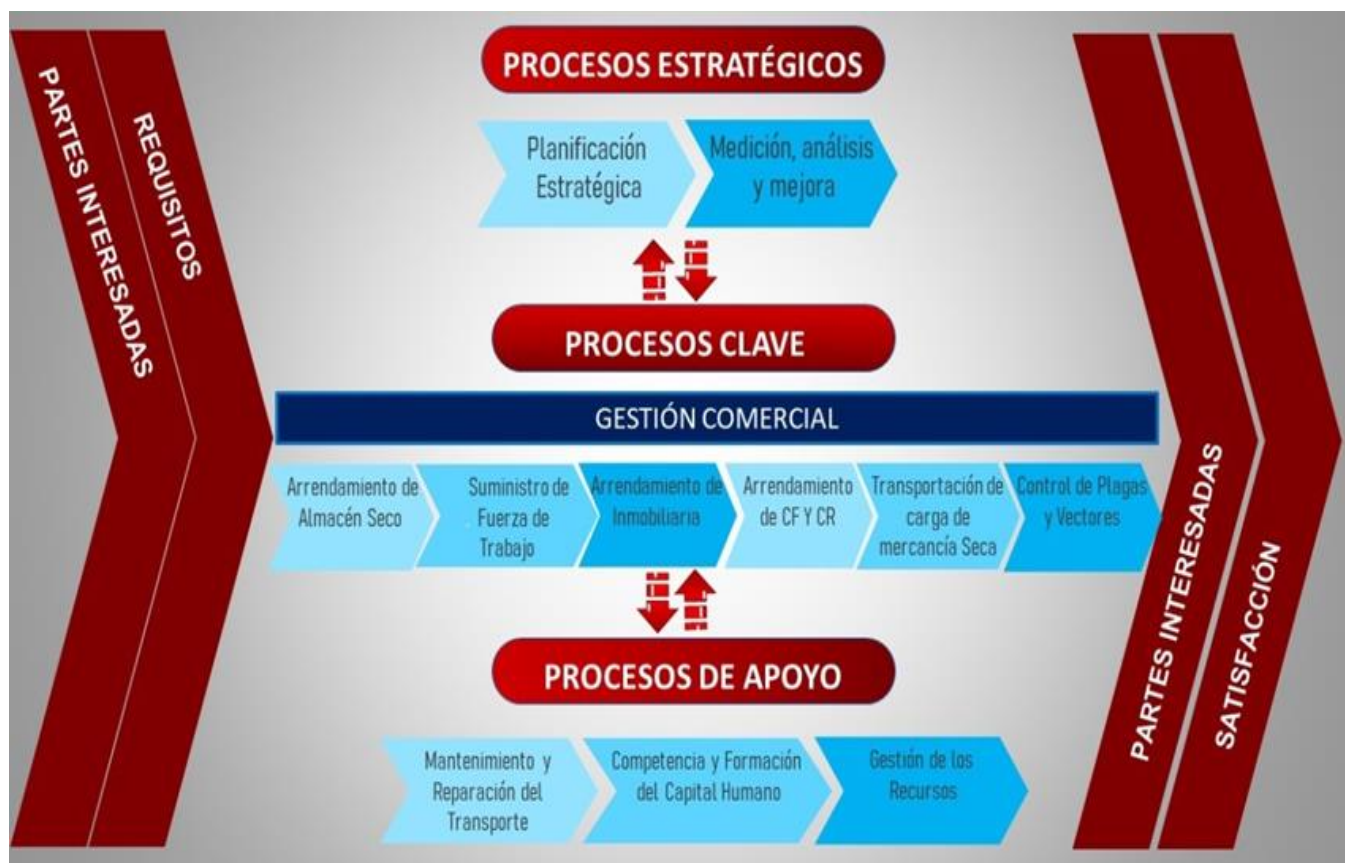 PARTES INTERESADAS
REQUISITOS
PROCESOS ESTRATÉGICOS
Planificación
Estratégica
Medición, análisis
y mejora
PROCESOS CLAVE
GESTIÓN COMERCIAL
Arrendamiento de
Almacén Seco
Suministro de
Fuerza de
Trabajo
Arrendamiento de
Inmobiliaria
Arrendamiento
de CF Y CR
Transportación de
carga de
mercancía Seca
Control de Plagas
y Vectores
PROCESOS DE APOYO
Mantenimiento y
Reparación del
Transporte
Competencia y Formación
del Capital Humano
Gestión de los
Recursos
PARTES INTERESADAS
SATISFACCIÓN